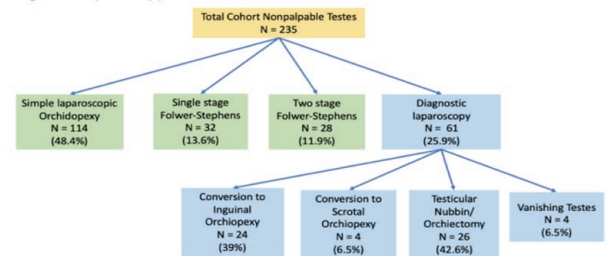 Total Cohort Nonpalpable Testes
N = 235
Simple laparoscopic
Orchidopexy
N = 114
(48.4%)
Single stage
Folwer-Stephens
N = 32
(13.6%)
Two stage
Folwer-Stephens
N = 28
(11.9%)
Diagnostic
laparoscopy
N = 61
(25.9%)
Conversion to
Inguinal
Orchiopexy
N = 24
(39%)
Conversion to
Scrotal
Orchiopexy
N = 4
(6.5%)
Testicular
Nubbin/
Orchiectomy
N = 26
(42.6%)
Vanishing Testes
N = 4
(6.5%)